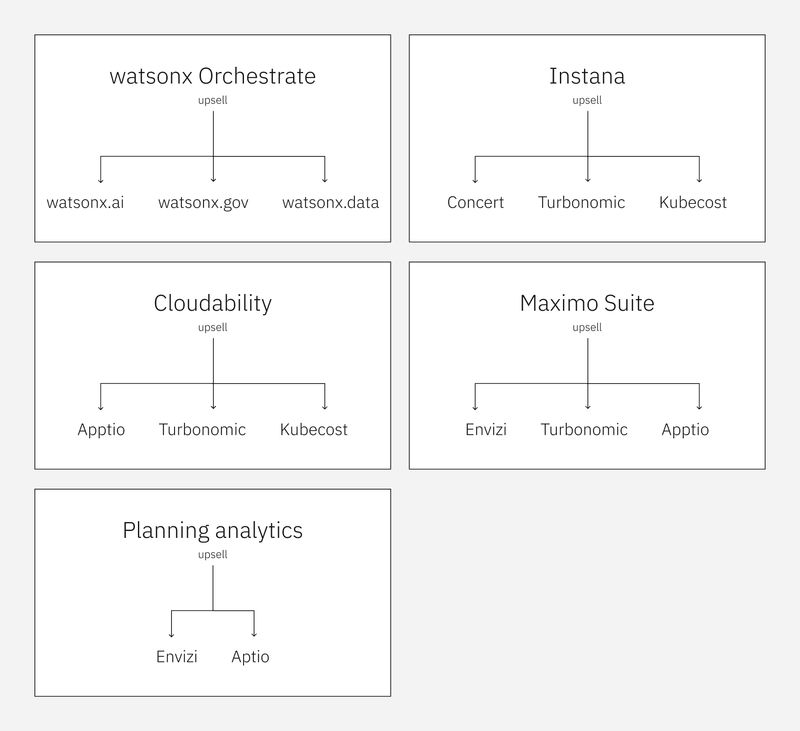 watsonx Orchestrate
upsell
watsonx.ai watsonx.gov watsonx.data
Instana
upsell
Concert Turbonomic Kubecost
Cloudability
upsell
Apptio Turbonomic Kubecost
Maximo Suite
upsell
Envizi Turbonomic Apptio
Planning analytics
upsell
Envizi Aptio